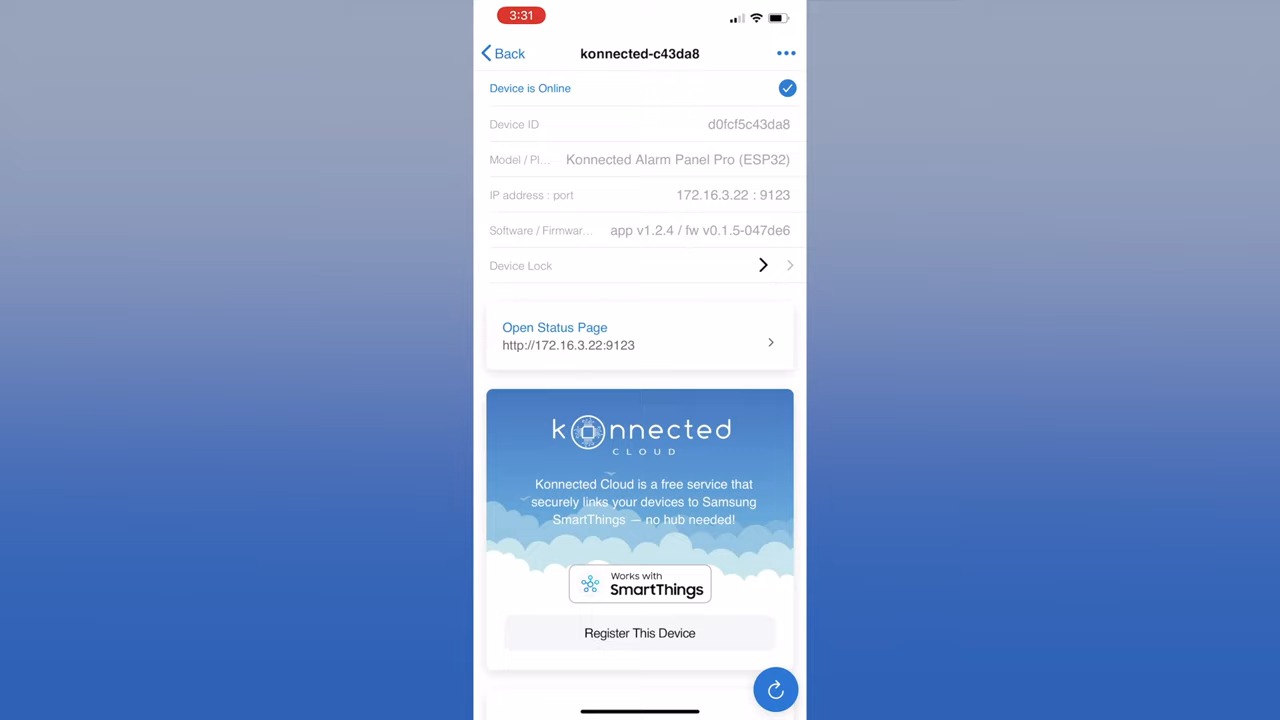 3:31
Back
konnected-c43da8
Device is Online
Device ID
d0fcf5c43da8
Model / Pl...
Konnected Alarm Panel Pro (ESP32)
IP address : port
172.16.3.22 : 9123
Software / Firmwar...
app v1.2.4 / fw v0.1.5-047de6
Device Lock
Open Status Page
http://172.16.3.22:9123
konnected
CLOUD
Konnected Cloud is a free service that
securely links your devices to Samsung
SmartThings — no hub needed!
Works with
SmartThings
Register This Device